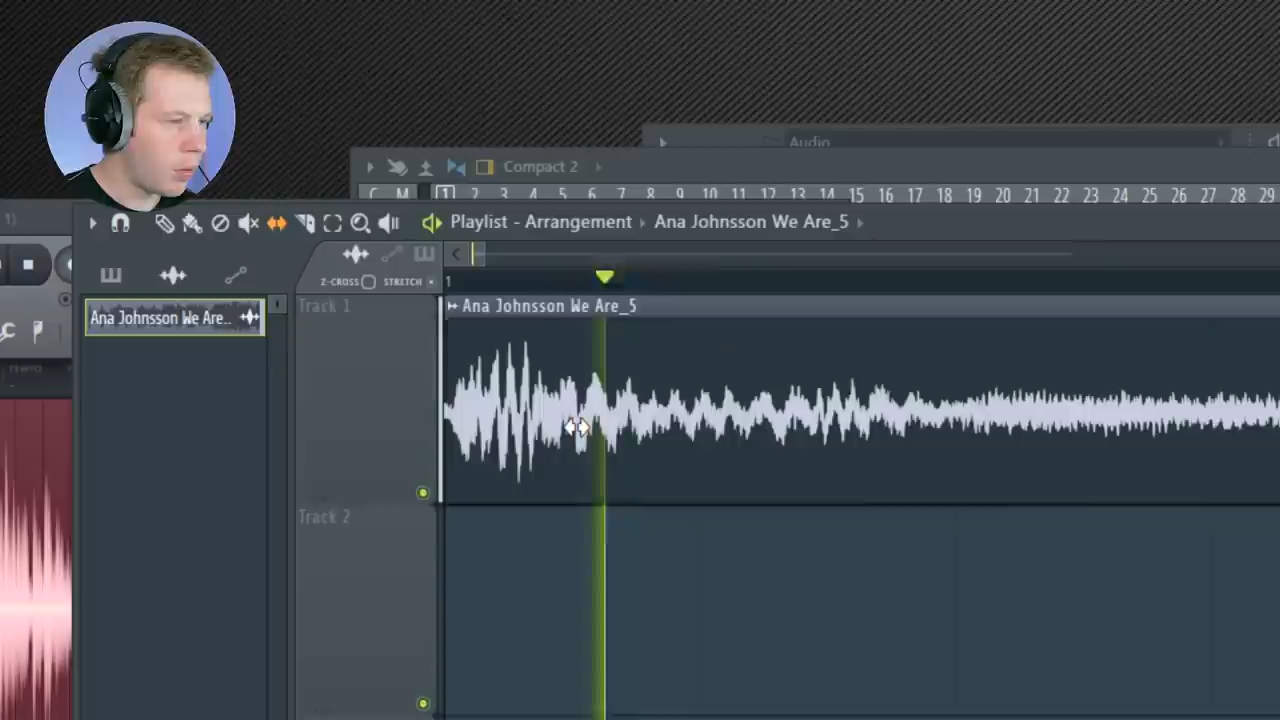 Audio
Compact 2
C M 1 2 3 4 5 6 7 8 9 10 11 12 13 14 15 16 17 18 19 20 21 22 23 24 25 26 27 28 29
1)
Playlist - Arrangement Ana Johnsson We Are_5
Z-CROSS STRETCH 1
Track 1 Ana Johnsson We Are_5
Ana Johnsson We Are..
C
Track 2